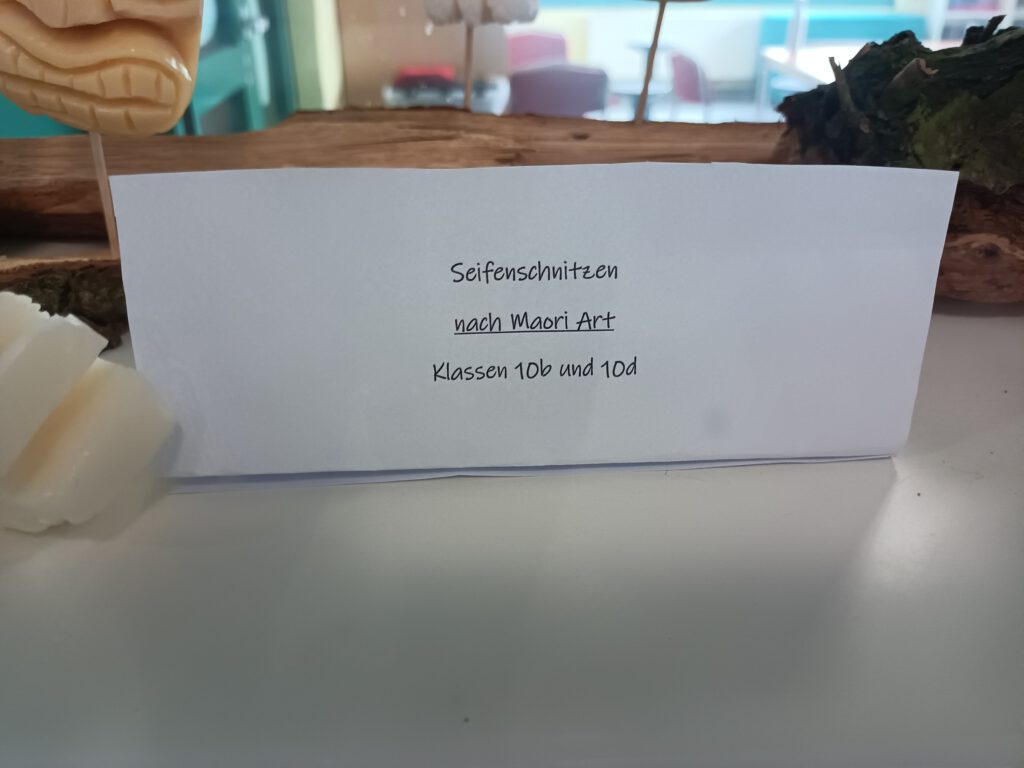 Seifenschnitzen
nach Maori Art
Klassen 10b und 10d